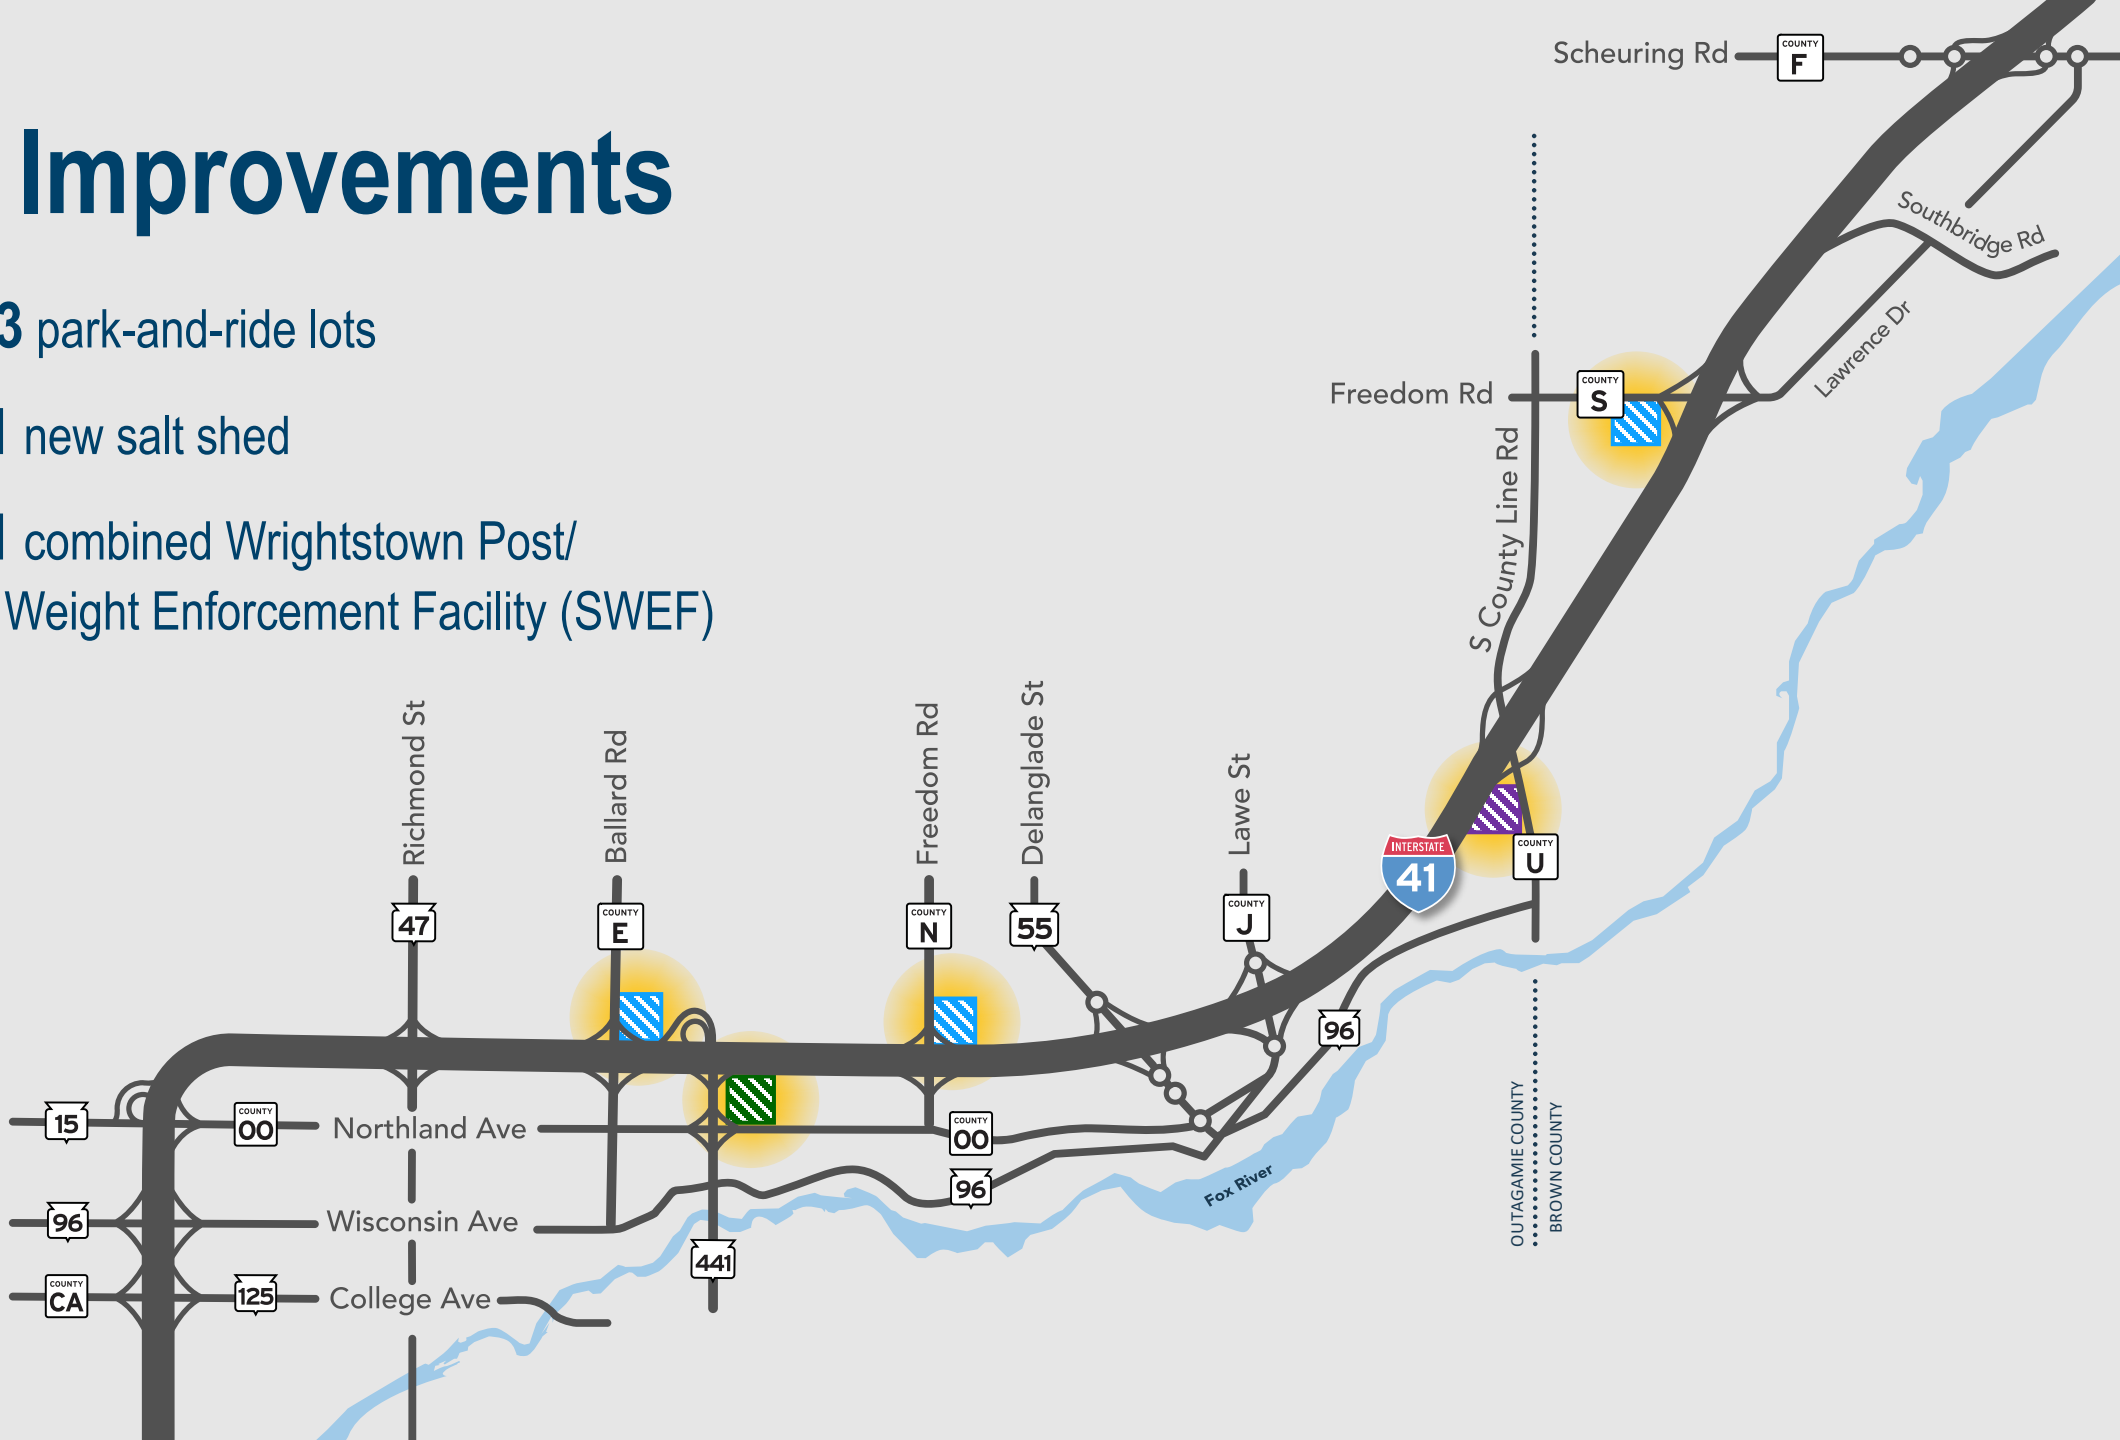 Improvements
3 park-and-ride lots
1 new salt shed
1 combined Wrightstown Post/
Weight Enforcement Facility (SWEF)
Scheuring Rd
COUNTY
F
Southbridge Rd
Lawrence Dr
Freedom Rd
COUNTY
S
S County Line Rd
Richmond St
Ballard Rd
Freedom Rd
Delanglade St
Lawe St
INTERSTATE
41
COUNTY
U
47
COUNTY
E
COUNTY
N
55
COUNTY
J
96
15
COUNTY
00
Northland Ave
COUNTY
00
96
Wisconsin Ave
96
Fox River
OUTAGAMIE COUNTY
BROWN COUNTY
441
COUNTY
CA
125
College Ave